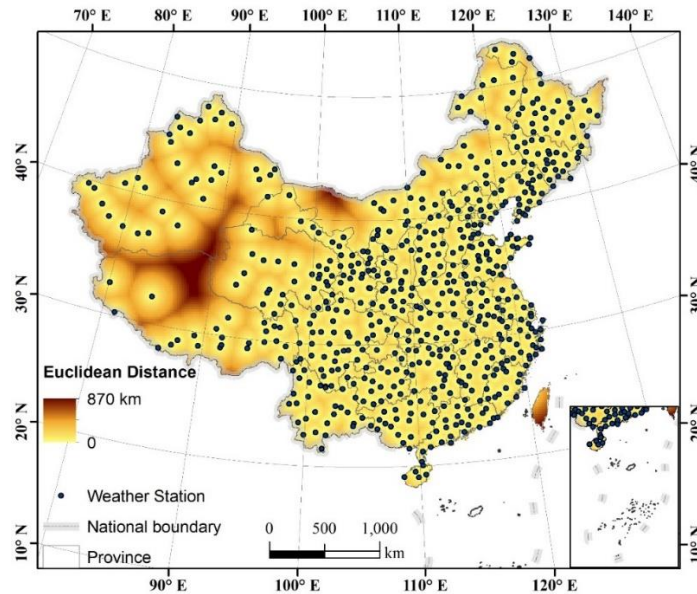 70° E 80° E 90° E 100° E 110° E 120° E 130° E 140° E
40° N
30° N
20° N
10° N
40° N
30° N
20° N
10° N
Euclidean Distance
870 km
0
Weather Station
National boundary
Province
0 500 1,000
km
90° E 100° E 110° E 120° E